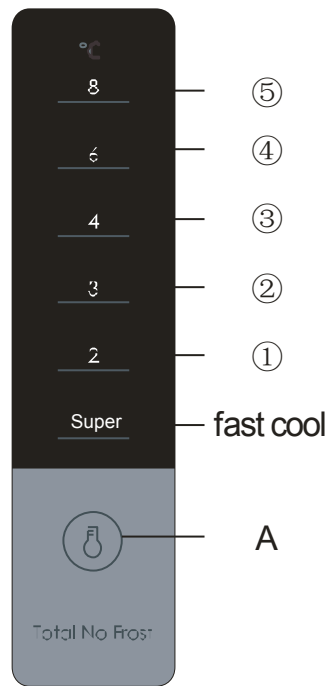 °C
8 ⑤
6 ④
4 ③
3 ②
2 ①
Super fast cool
A
Total No Frost